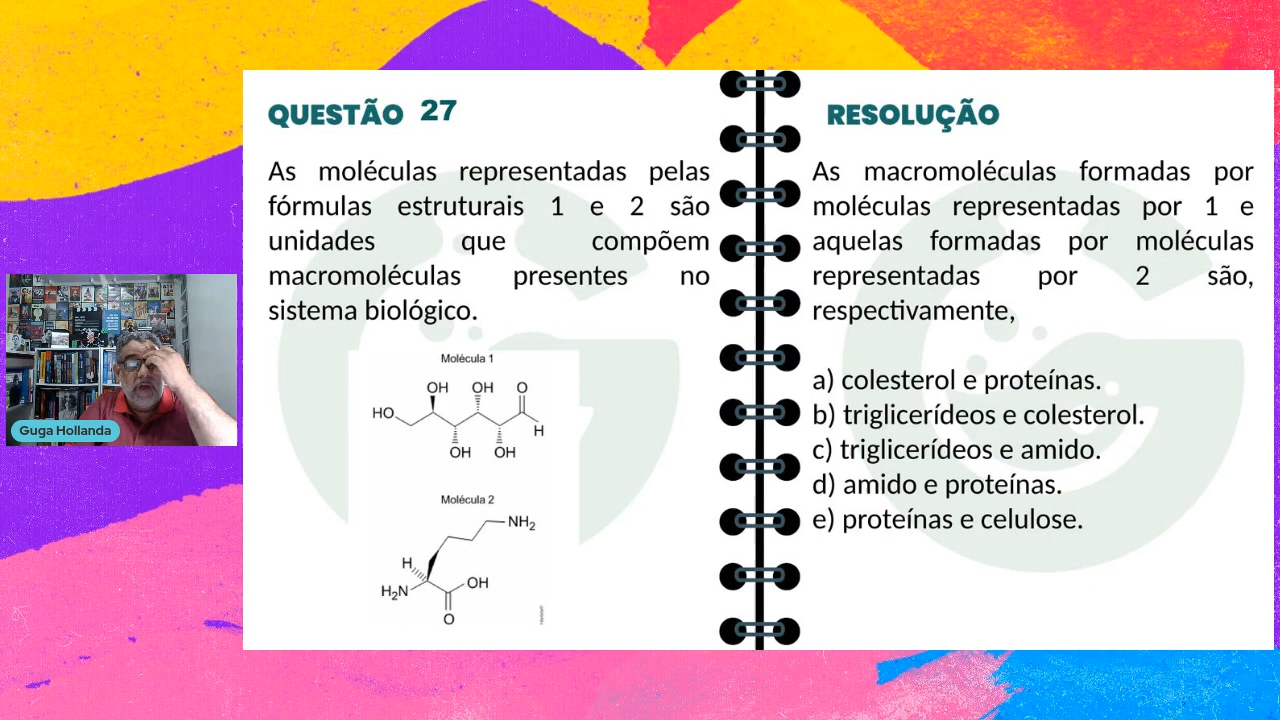 QUESTÃO 27
As moléculas representadas pelas
fórmulas estruturais 1 e 2 são
unidades que compõem
macromoléculas presentes no
sistema biológico.
Molécula 1
OH OH O
HO
H
OH OH
Molécula 2
NH2
H
OH
H2N
O
RESOLUÇÃO
As macromoléculas formadas por
moléculas representadas por 1 e
aquelas formadas por moléculas
representadas por 2 são,
respectivamente,
a) colesterol e proteínas.
b) triglicerídeos e colesterol.
c) triglicerídeos e amido.
d) amido e proteínas.
e) proteínas e celulose.
Guga Hollanda